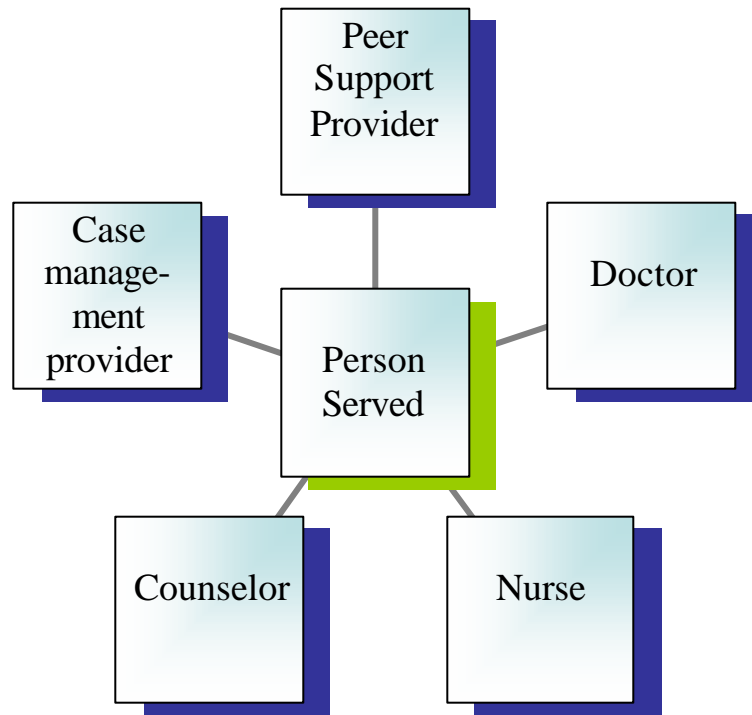 Peer
Support
Provider
Case
manage-
ment
provider
Doctor
Person
Served
Counselor
Nurse